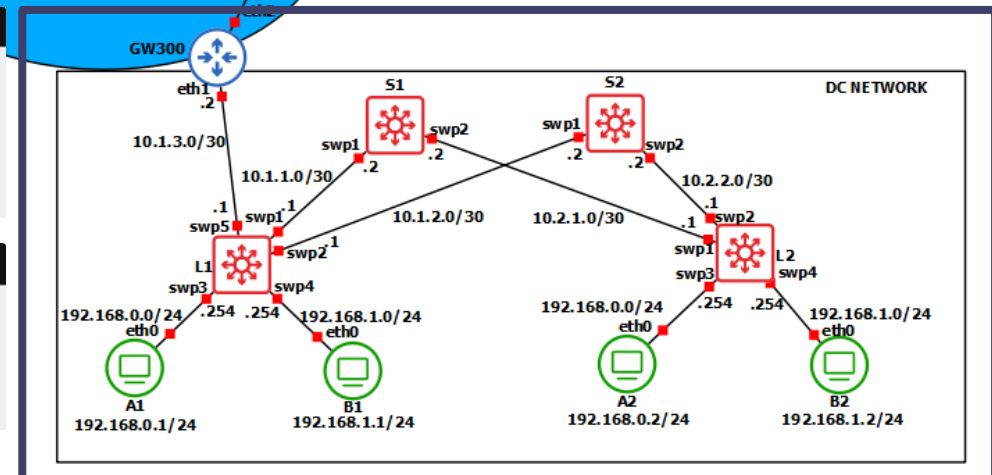 eth2
GW300
eth1
.2
S1
S2
DC NETWORK
swp1
.2
swp2
.2
swp1
.2
swp2
.2
10.1.3.0/30
10.1.1.0/30
10.2.2.0/30
10.1.2.0/30
10.2.1.0/30
.1
swp5
swp1
.1
swp2
.1
L1
.1
swp2
.1
swp1
L2
swp3
.254
swp4
.254
swp3
.254
swp4
.254
192.168.0.0/24
eth0
192.168.1.0/24
eth0
192.168.0.0/24
eth0
192.168.1.0/24
eth0
A1
192.168.0.1/24
B1
192.168.1.1/24
A2
192.168.0.2/24
B2
192.168.1.2/24